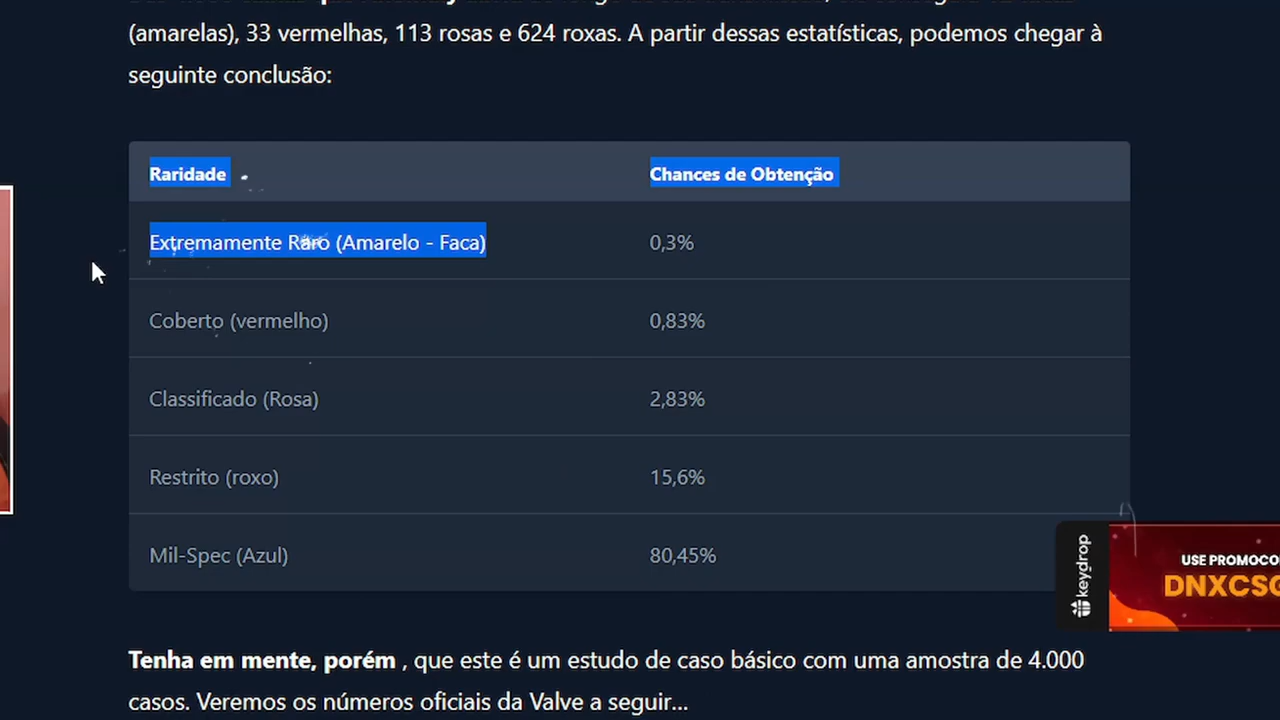 (amarelas), 33 vermelhas, 113 rosas e 624 roxas. A partir dessas estatísticas, podemos chegar à
seguinte conclusão:
Raridade Chances de Obtenção
Extremamente Raro (Amarelo - Faca) 0,3%
Coberto (vermelho) 0,83%
Classificado (Rosa) 2,83%
Restrito (roxo) 15,6%
Mil-Spec (Azul) 80,45%
keydrop
USE PROMOCO
DNXCSG
Tenha em mente, porém , que este é um estudo de caso básico com uma amostra de 4.000
casos. Veremos os números oficiais da Valve a seguir...